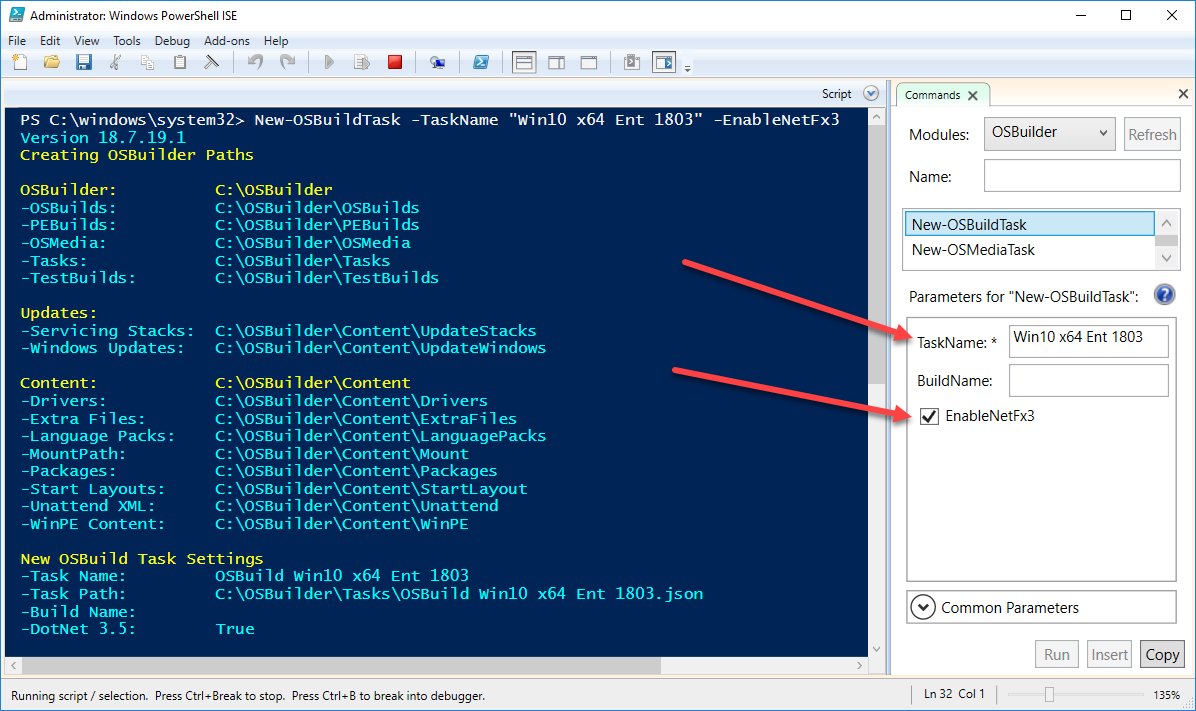 Administrator: Windows PowerShell ISE
File Edit View Tools Debug Add-ons Help
Script
PS C:\windows\system32> New-OSBuildTask -TaskName "Win10 x64 Ent 1803" -EnableNetFx3
Version 18.7.19.1
Creating OSBuilder Paths
OSBuilder: C:\OSBuilder
-OSBuilds: C:\OSBuilder\OSBuilds
-PEBuilds: C:\OSBuilder\PEBuilds
-OSMedia: C:\OSBuilder\OSMedia
-Tasks: C:\OSBuilder\Tasks
-TestBuilds: C:\OSBuilder\TestBuilds
Updates:
-Servicing Stacks: C:\OSBuilder\Content\UpdateStacks
-Windows Updates: C:\OSBuilder\Content\UpdateWindows
Content: C:\OSBuilder\Content
-Drivers: C:\OSBuilder\Content\Drivers
-Extra Files: C:\OSBuilder\Content\ExtraFiles
-Language Packs: C:\OSBuilder\Content\LanguagePacks
-MountPath: C:\OSBuilder\Content\Mount
-Packages: C:\OSBuilder\Content\Packages
-Start Layouts: C:\OSBuilder\Content\StartLayout
-Unattend XML: C:\OSBuilder\Content\Unattend
-WinPE Content: C:\OSBuilder\Content\WinPE
New OSBuild Task Settings
-Task Name: OSBuild Win10 x64 Ent 1803
-Task Path: C:\OSBuilder\Tasks\OSBuild Win10 x64 Ent 1803.json
-Build Name:
-DotNet 3.5: True
Commands
Modules: OSBuilder Refresh
Name:
New-OSBuildTask
New-OSMediaTask
Parameters for "New-OSBuildTask":
TaskName: * Win10 x64 Ent 1803
BuildName:
EnableNetFx3
Common Parameters
Run Insert Copy
Running script / selection. Press Ctrl+Break to stop. Press Ctrl+B to break into debugger.
Ln 32 Col 1
135%